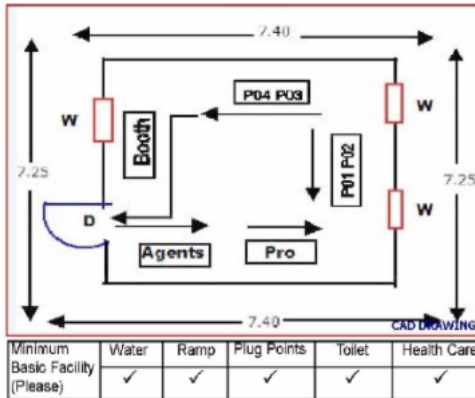 7.40
P04 P03
W
W
Booth
P01 P02
7.25
7.25
W
D
Agents
Pro
7.40
CAD DRAWING
Minimum Basic Facility (Please) Water Ramp Plug Points Toilet Health Care
✓ ✓ ✓ ✓ ✓